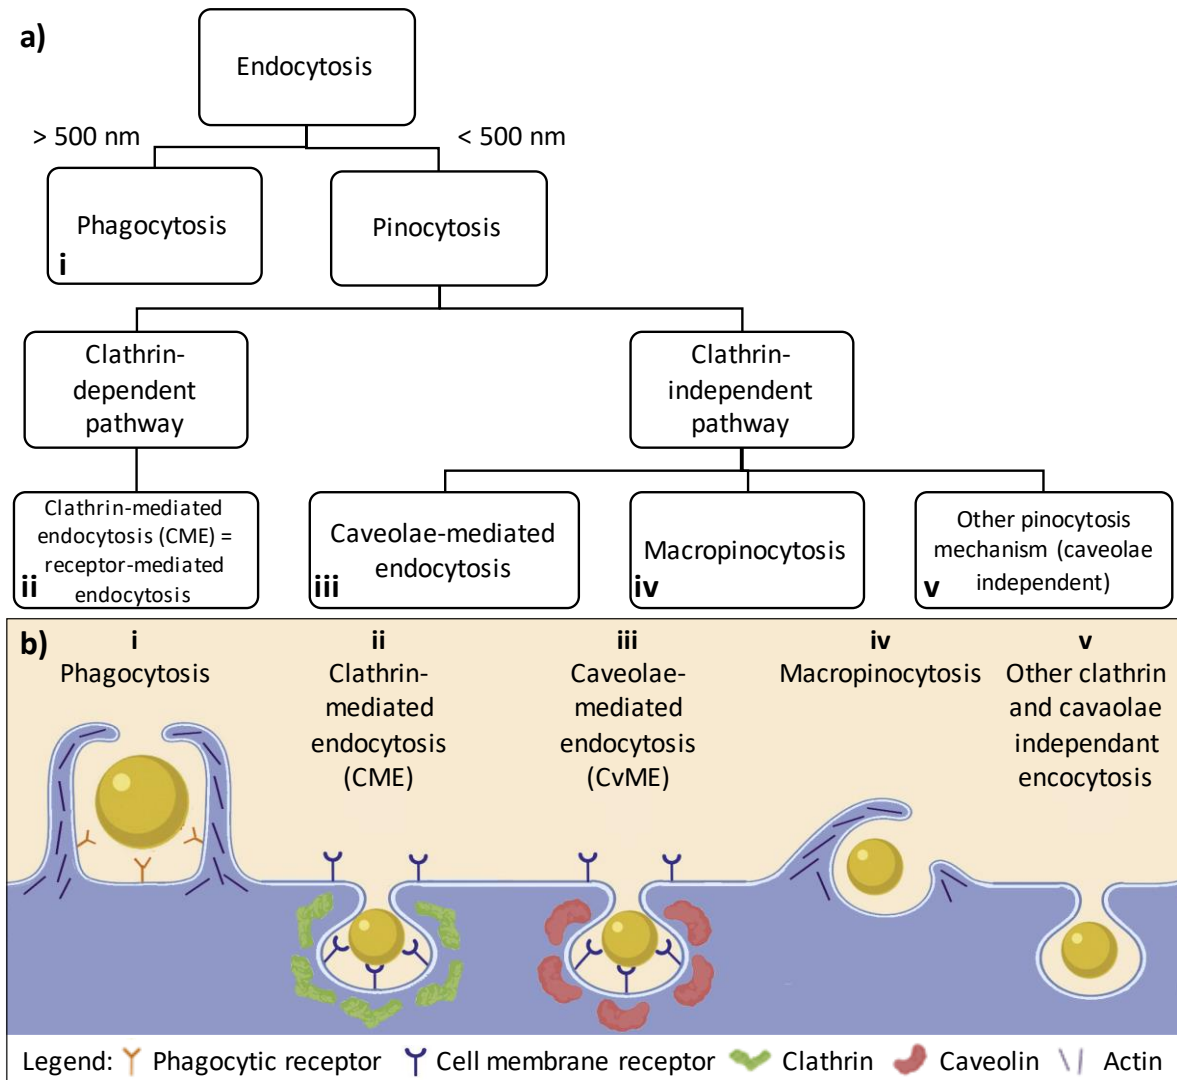 a)
Endocytosis
> 500 nm
< 500 nm
Phagocytosis
i
Pinocytosis
Clathrin-
dependent
pathway
Clathrin-
independent
pathway
Clathrin-mediated
endocytosis (CME) =
receptor-mediated
endocytosis
ii
Caveolae-mediated
endocytosis
iii
Macropinocytosis
iv
Other pinocytosis
mechanism (caveolae
independent)
v
b)
i
Phagocytosis
ii
Clathrin-
mediated
endocytosis
(CME)
iii
Caveolae-
mediated
endocytosis
(CvME)
iv
Macropinocytosis
v
Other clathrin
and cavaolae
independant
encocytosis
Legend: Phagocytic receptor Cell membrane receptor Clathrin Caveolin Actin